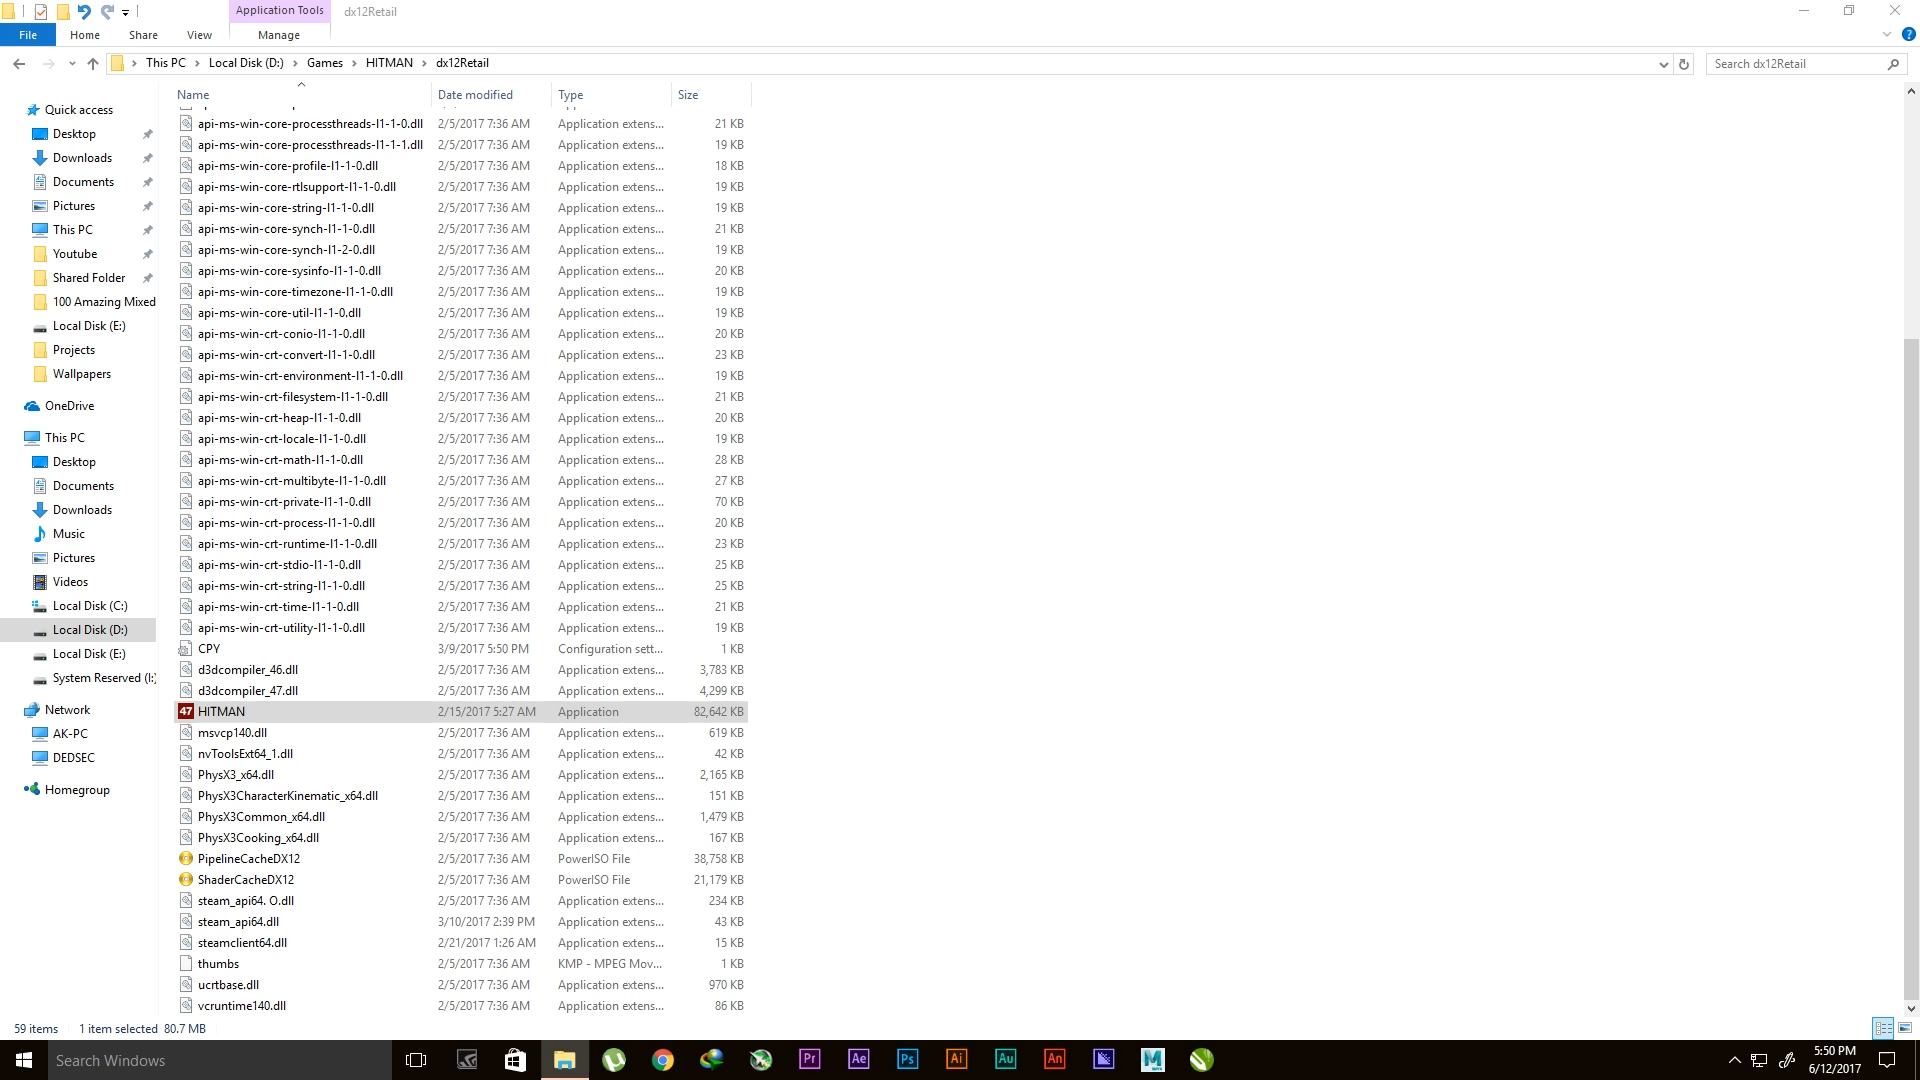 Application Tools
dx12Retail
File
Home
Share
View
Manage
This PC
Local Disk (D:)
Games
HITMAN
dx12Retail
Search dx12Retail
Name
Date modified
Type
Size
Quick access
Desktop
Downloads
Documents
Pictures
This PC
Youtube
Shared Folder
100 Amazing Mixed
Local Disk (E:)
Projects
Wallpapers
OneDrive
This PC
Desktop
Documents
Downloads
Music
Pictures
Videos
Local Disk (C:)
Local Disk (D:)
Local Disk (E:)
System Reserved (I:)
Network
AK-PC
DEDSEC
Homegroup
api-ms-win-core-processthreads-l1-1-0.dll 2/5/2017 7:36 AM Application extens... 21 KB
api-ms-win-core-processthreads-l1-1-1.dll 2/5/2017 7:36 AM Application extens... 19 KB
api-ms-win-core-profile-l1-1-0.dll 2/5/2017 7:36 AM Application extens... 18 KB
api-ms-win-core-rtlsupport-l1-1-0.dll 2/5/2017 7:36 AM Application extens... 19 KB
api-ms-win-core-string-l1-1-0.dll 2/5/2017 7:36 AM Application extens... 19 KB
api-ms-win-core-synch-l1-1-0.dll 2/5/2017 7:36 AM Application extens... 21 KB
api-ms-win-core-synch-l1-2-0.dll 2/5/2017 7:36 AM Application extens... 19 KB
api-ms-win-core-sysinfo-l1-1-0.dll 2/5/2017 7:36 AM Application extens... 20 KB
api-ms-win-core-timezone-l1-1-0.dll 2/5/2017 7:36 AM Application extens... 19 KB
api-ms-win-core-util-l1-1-0.dll 2/5/2017 7:36 AM Application extens... 19 KB
api-ms-win-crt-conio-l1-1-0.dll 2/5/2017 7:36 AM Application extens... 20 KB
api-ms-win-crt-convert-l1-1-0.dll 2/5/2017 7:36 AM Application extens... 23 KB
api-ms-win-crt-environment-l1-1-0.dll 2/5/2017 7:36 AM Application extens... 19 KB
api-ms-win-crt-filesystem-l1-1-0.dll 2/5/2017 7:36 AM Application extens... 21 KB
api-ms-win-crt-heap-l1-1-0.dll 2/5/2017 7:36 AM Application extens... 20 KB
api-ms-win-crt-locale-l1-1-0.dll 2/5/2017 7:36 AM Application extens... 19 KB
api-ms-win-crt-math-l1-1-0.dll 2/5/2017 7:36 AM Application extens... 28 KB
api-ms-win-crt-multibyte-l1-1-0.dll 2/5/2017 7:36 AM Application extens... 27 KB
api-ms-win-crt-private-l1-1-0.dll 2/5/2017 7:36 AM Application extens... 70 KB
api-ms-win-crt-process-l1-1-0.dll 2/5/2017 7:36 AM Application extens... 20 KB
api-ms-win-crt-runtime-l1-1-0.dll 2/5/2017 7:36 AM Application extens... 23 KB
api-ms-win-crt-stdio-l1-1-0.dll 2/5/2017 7:36 AM Application extens... 25 KB
api-ms-win-crt-string-l1-1-0.dll 2/5/2017 7:36 AM Application extens... 25 KB
api-ms-win-crt-time-l1-1-0.dll 2/5/2017 7:36 AM Application extens... 21 KB
api-ms-win-crt-utility-l1-1-0.dll 2/5/2017 7:36 AM Application extens... 19 KB
CPY 3/9/2017 5:50 PM Configuration sett... 1 KB
d3dcompiler_46.dll 2/5/2017 7:36 AM Application extens... 3,783 KB
d3dcompiler_47.dll 2/5/2017 7:36 AM Application extens... 4,299 KB
47 HITMAN 2/15/2017 5:27 AM Application 82,642 KB
msvcp140.dll 2/5/2017 7:36 AM Application extens... 619 KB
nvToolsExt64_1.dll 2/5/2017 7:36 AM Application extens... 42 KB
PhysX3_x64.dll 2/5/2017 7:36 AM Application extens... 2,165 KB
PhysX3CharacterKinematic_x64.dll 2/5/2017 7:36 AM Application extens... 151 KB
PhysX3Common_x64.dll 2/5/2017 7:36 AM Application extens... 1,479 KB
PhysX3Cooking_x64.dll 2/5/2017 7:36 AM Application extens... 167 KB
PipelineCacheDX12 2/5/2017 7:36 AM PowerISO File 38,758 KB
ShaderCacheDX12 2/5/2017 7:36 AM PowerISO File 21,179 KB
steam_api64. O.dll 2/5/2017 7:36 AM Application extens... 234 KB
steam_api64.dll 3/10/2017 2:39 PM Application extens... 43 KB
steamclient64.dll 2/21/2017 1:26 AM Application extens... 15 KB
thumbs 2/5/2017 7:36 AM KMP - MPEG Mov... 1 KB
ucrtbase.dll 2/5/2017 7:36 AM Application extens... 970 KB
vcruntime140.dll 2/5/2017 7:36 AM Application extens... 86 KB
59 items 1 item selected 80.7 MB
Search Windows
Pr
Ae
Ps
Ai
Au
An
M
5:50 PM
6/12/2017